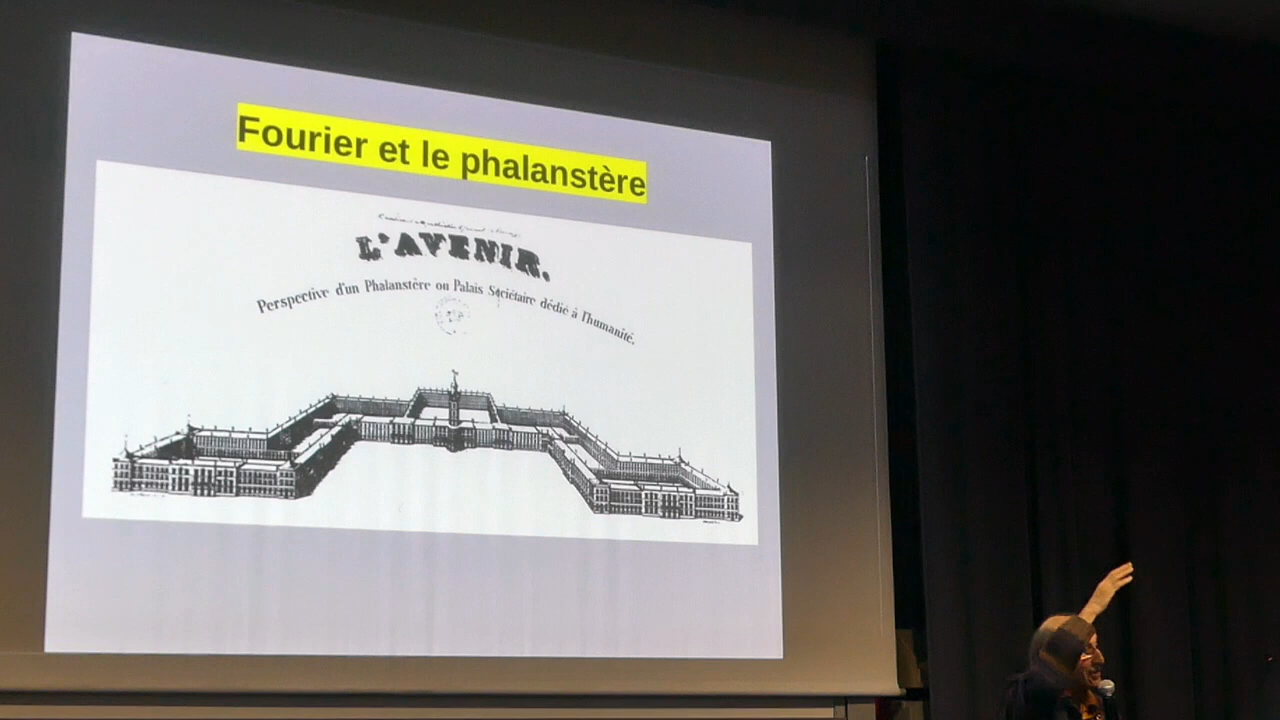 Fourier et le phalanstère
L'AVENIR.
Perspective d'un Phalanstère ou Palais Sociétaire dédié à l'humanité.